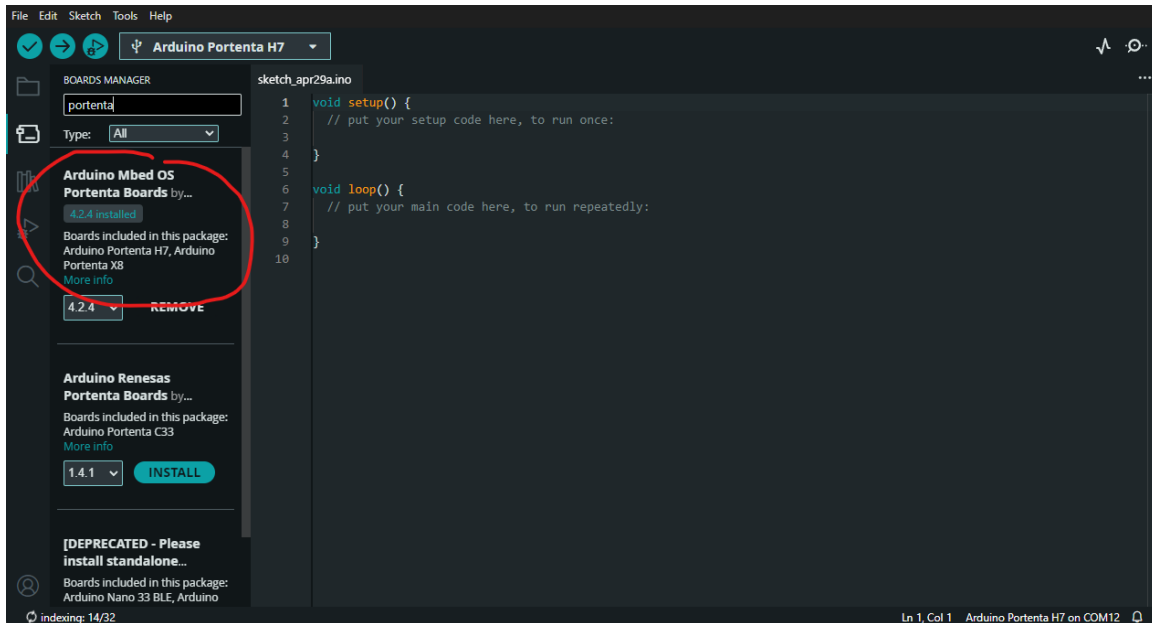 File Edit Sketch Tools Help
Arduino Portenta H7
BOARDS MANAGER
portenta
Type: All
Arduino Mbed OS
Portenta Boards by...
4.2.4 installed
Boards included in this package:
Arduino Portenta H7, Arduino
Portenta X8
More info
4.2.4 REMOVE
Arduino Renesas
Portenta Boards by...
Boards included in this package:
Arduino Portenta C33
More info
1.4.1 INSTALL
[DEPRECATED - Please
install standalone...
Boards included in this package:
Arduino Nano 33 BLE, Arduino
sketch_apr29a.ino
1 void setup() {
2 // put your setup code here, to run once:
3
4 }
5
6 void loop() {
7 // put your main code here, to run repeatedly:
8
9 }
10
indexing: 14/32
Ln 1, Col 1 Arduino Portenta H7 on COM12